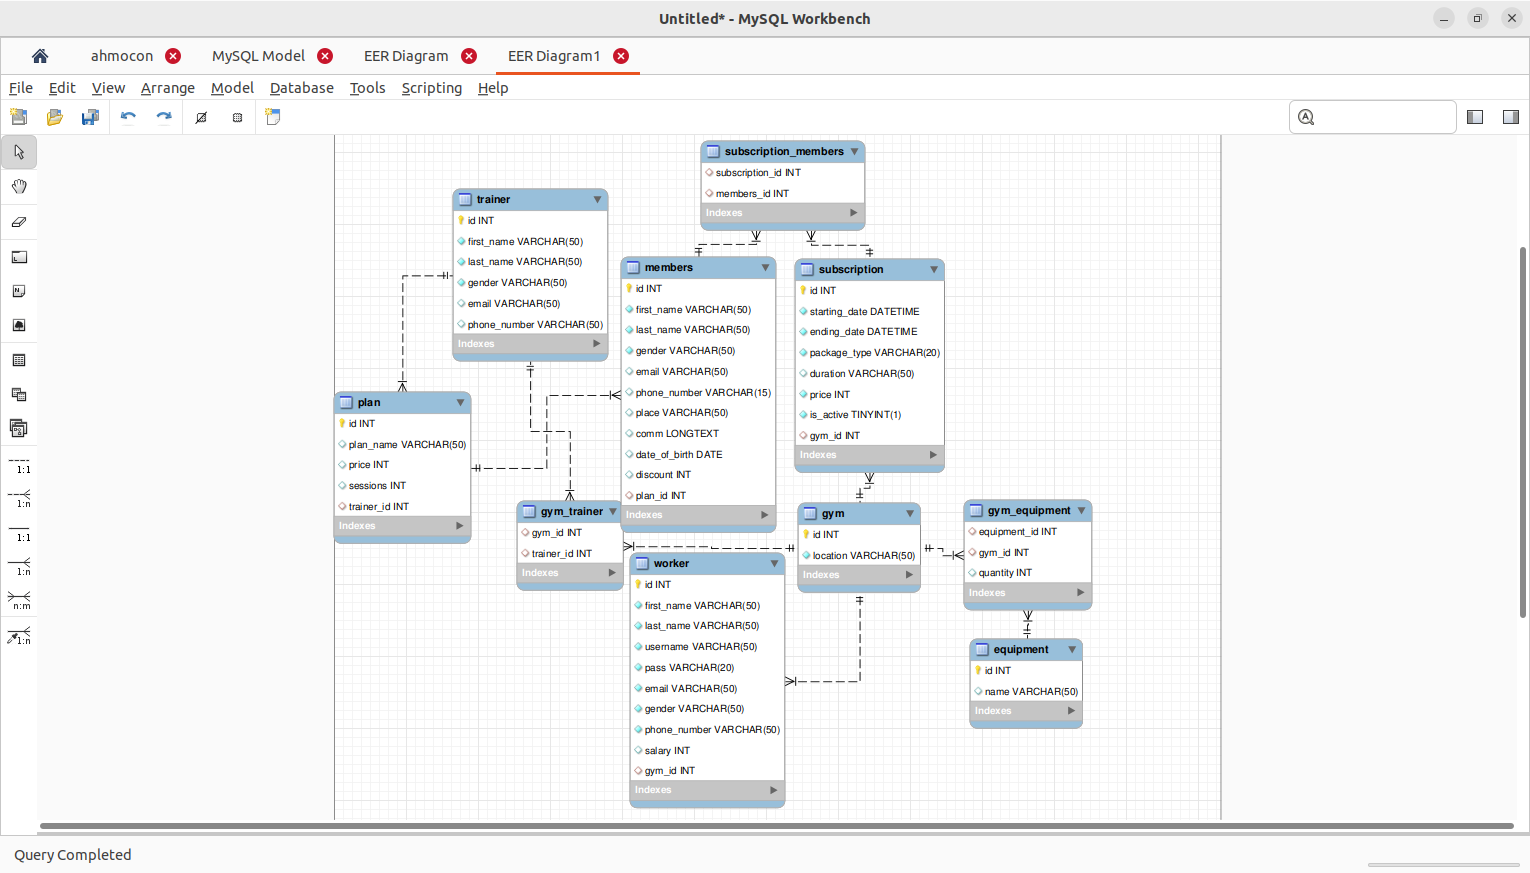 Untitled* - MySQL Workbench
ahmocon
MySQL Model
EER Diagram
EER Diagram1
File Edit View Arrange Model Database Tools Scripting Help
subscription_members
subscription_id INT
members_id INT
Indexes
trainer
id INT
first_name VARCHAR(50)
last_name VARCHAR(50)
gender VARCHAR(50)
email VARCHAR(50)
phone_number VARCHAR(50)
Indexes
members
id INT
first_name VARCHAR(50)
last_name VARCHAR(50)
gender VARCHAR(50)
email VARCHAR(50)
phone_number VARCHAR(15)
place VARCHAR(50)
comm LONGTEXT
date_of_birth DATE
discount INT
plan_id INT
Indexes
subscription
id INT
starting_date DATETIME
ending_date DATETIME
package_type VARCHAR(20)
duration VARCHAR(50)
price INT
is_active TINYINT(1)
gym_id INT
Indexes
plan
id INT
plan_name VARCHAR(50)
price INT
sessions INT
trainer_id INT
Indexes
gym_trainer
gym_id INT
trainer_id INT
Indexes
gym
id INT
location VARCHAR(50)
Indexes
gym_equipment
equipment_id INT
gym_id INT
quantity INT
Indexes
worker
id INT
first_name VARCHAR(50)
last_name VARCHAR(50)
username VARCHAR(50)
pass VARCHAR(20)
email VARCHAR(50)
gender VARCHAR(50)
phone_number VARCHAR(50)
salary INT
gym_id INT
Indexes
equipment
id INT
name VARCHAR(50)
Indexes
1:1
1:n
1:1
1:n
n:m
1:n
Query Completed